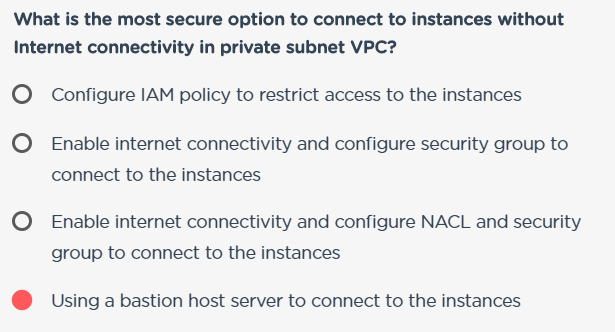 What is the most secure option to connect to instances without
Internet connectivity in private subnet VPC?
Configure IAM policy to restrict access to the instances
Enable internet connectivity and configure security group to
connect to the instances
Enable internet connectivity and configure NACL and security
group to connect to the instances
Using a bastion host server to connect to the instances